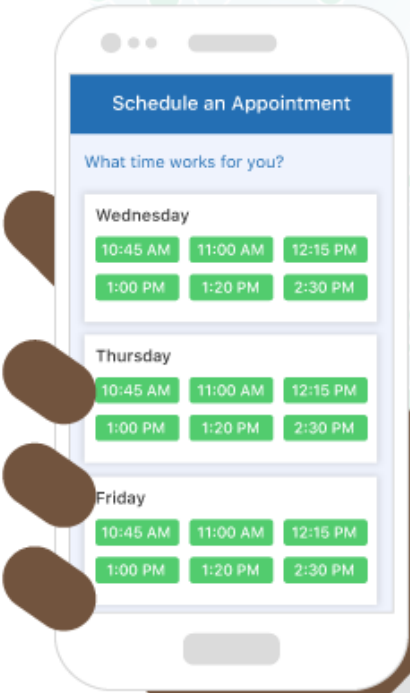 Schedule an Appointment
What time works for you?
Wednesday
10:45 AM 11:00 AM 12:15 PM
1:00 PM 1:20 PM 2:30 PM
Thursday
10:45 AM 11:00 AM 12:15 PM
1:00 PM 1:20 PM 2:30 PM
Friday
10:45 AM 11:00 AM 12:15 PM
1:00 PM 1:20 PM 2:30 PM